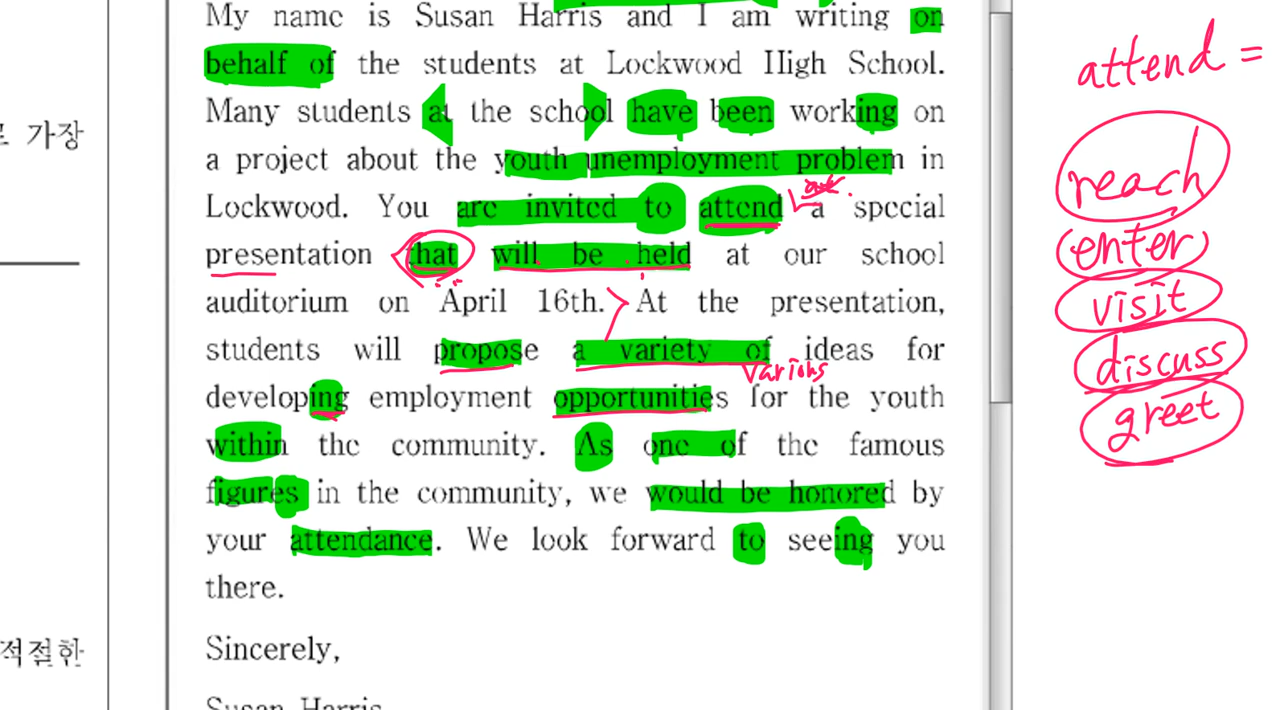 My name is Susan Harris and I am writing on
behalf of the students at Lockwood High School.
Many students at the school have been working on
a project about the youth unemployment problem in
Lockwood. You are invited to attend a special
presentation that will be held at our school
auditorium on April 16th. At the presentation,
students will propose a variety of ideas for
various
developing employment opportunities for the youth
within the community. As one of the famous
figures in the community, we would be honored by
your attendance. We look forward to seeing you
there.
Sincerely,
Susan Harris
가장
적절한
attend =
reach
enter
visit
discuss
greet